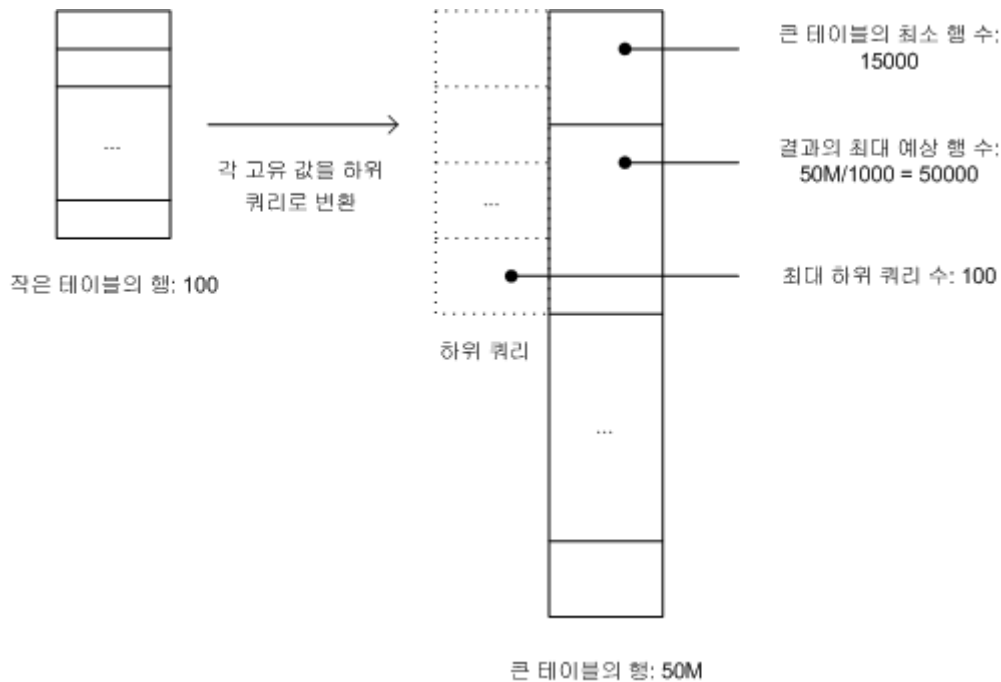 ---
작은 테이블의 행: 100
각 고유 값을 하위
쿼리로 변환
...
하위 쿼리
...
큰 테이블의 행: 50M
큰 테이블의 최소 행 수:
15000
결과의 최대 예상 행 수:
50M/1000 = 50000
최대 하위 쿼리 수: 100